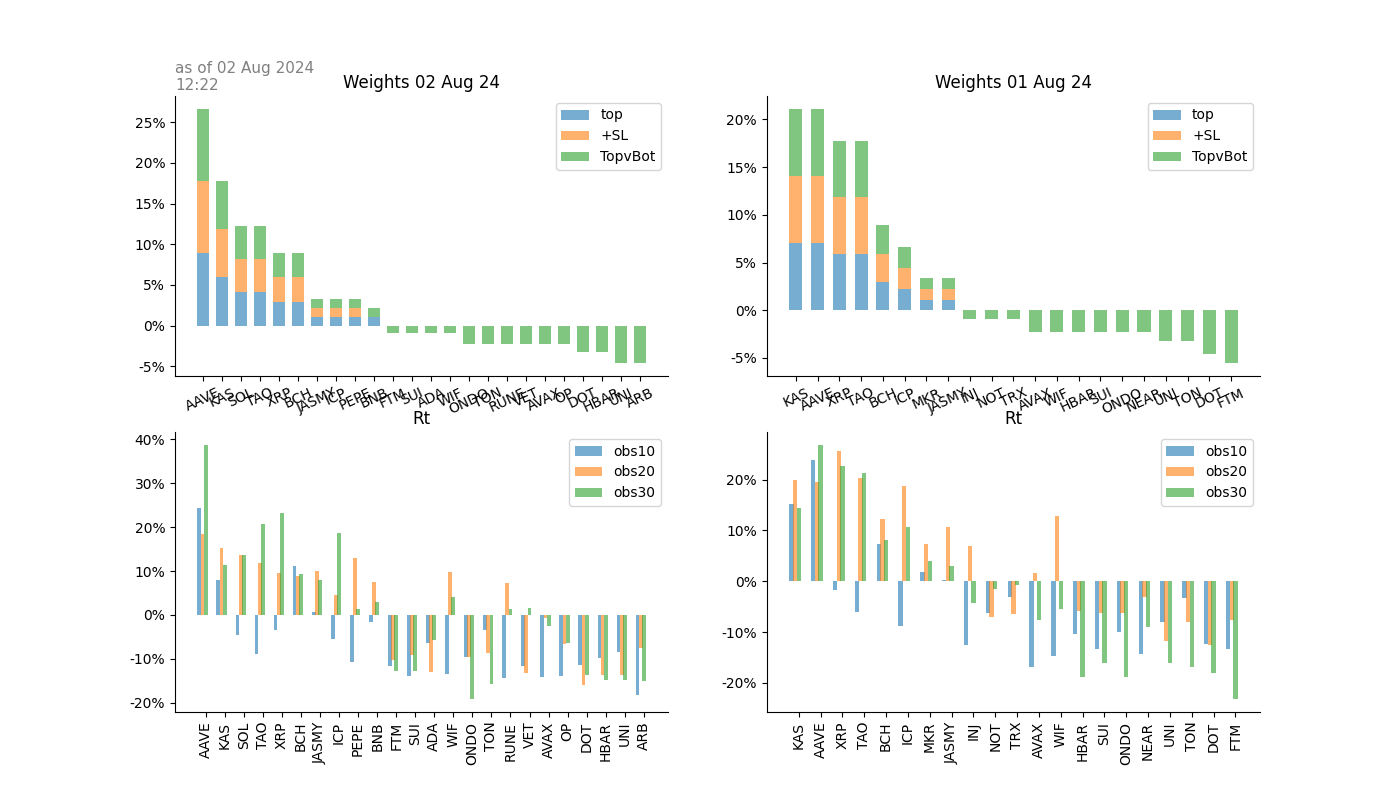 as of 02 Aug 2024
12:22
Weights 02 Aug 24
25%
20%
15%
10%
5%
0%
-5%
top
+SL
TopvBot
AAVE KAS SOL TAO XRP BCH JASMY ICP PEPE BNB FTM SUI ADA WIF ONDO TON RUNE VET AVAX OP DOT HBAR UNI ARB
Weights 01 Aug 24
20%
15%
10%
5%
0%
-5%
top
+SL
TopvBot
KAS AAVE XRP TAO BCH ICP MKR JASMY INJ NOT TRX AVAX WIF HBAR SUI ONDO NEAR UNI TON DOT FTM
Rt
40%
30%
20%
10%
0%
-10%
-20%
obs10
obs20
obs30
AAVE KAS SOL TAO XRP BCH JASMY ICP PEPE BNB FTM SUI ADA WIF ONDO TON RUNE VET AVAX OP DOT HBAR UNI ARB
Rt
20%
10%
0%
-10%
-20%
obs10
obs20
obs30
KAS AAVE XRP TAO BCH ICP MKR JASMY INJ NOT TRX AVAX WIF HBAR SUI ONDO NEAR UNI TON DOT FTM